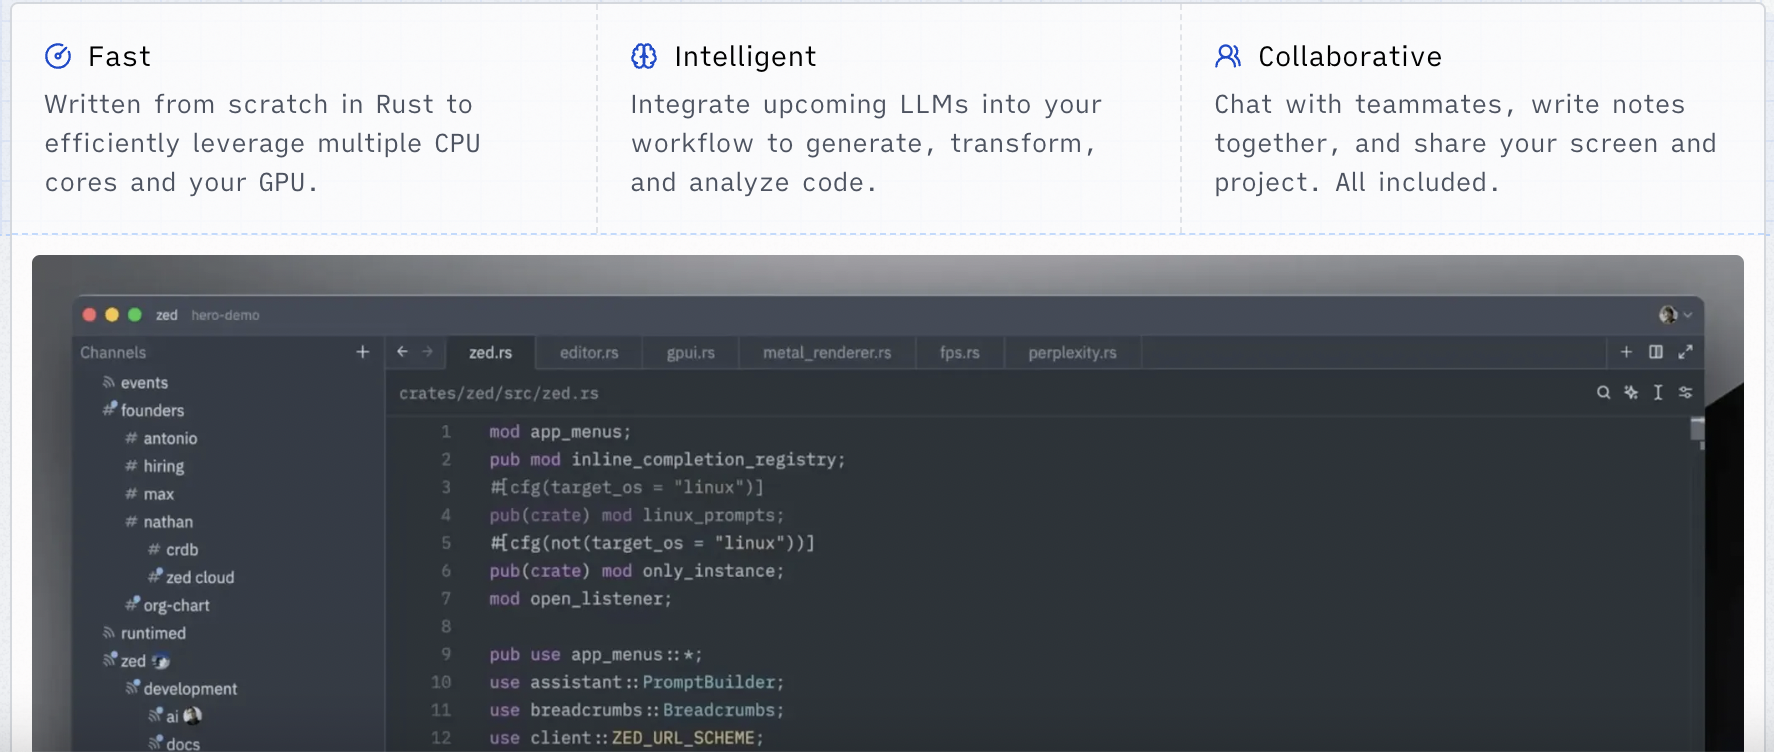 Fast
Written from scratch in Rust to
efficiently leverage multiple CPU
cores and your GPU.
Intelligent
Integrate upcoming LLMs into your
workflow to generate, transform,
and analyze code.
Collaborative
Chat with teammates, write notes
together, and share your screen and
project. All included.
zed hero-demo
Channels
events
founders
# antonio
# hiring
# max
# nathan
# crdb
# zed cloud
# org-chart
runtimed
zed
development
ai
docs
zed.rs editor.rs gpui.rs metal_renderer.rs fps.rs perplexity.rs
crates/zed/src/zed.rs
1 mod app_menus;
2 pub mod inline_completion_registry;
3 #[cfg(target_os = "linux")]
4 pub(crate) mod linux_prompts;
5 #[cfg(not(target_os = "linux"))]
6 pub(crate) mod only_instance;
7 mod open_listener;
8
9 pub use app_menus::*;
10 use assistant::PromptBuilder;
11 use breadcrumbs::Breadcrumbs;
12 use client::ZED_URL_SCHEME;